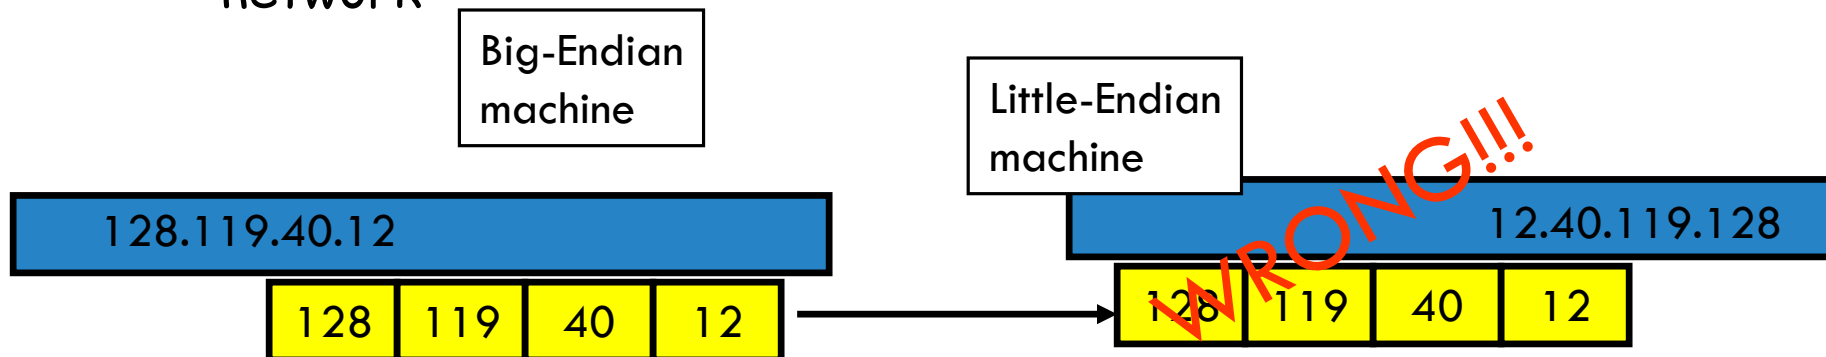 network
Big-Endian
machine
Little-Endian
machine
WRONG!!!
128.119.40.12
12.40.119.128
128 119 40 12
128 119 40 12